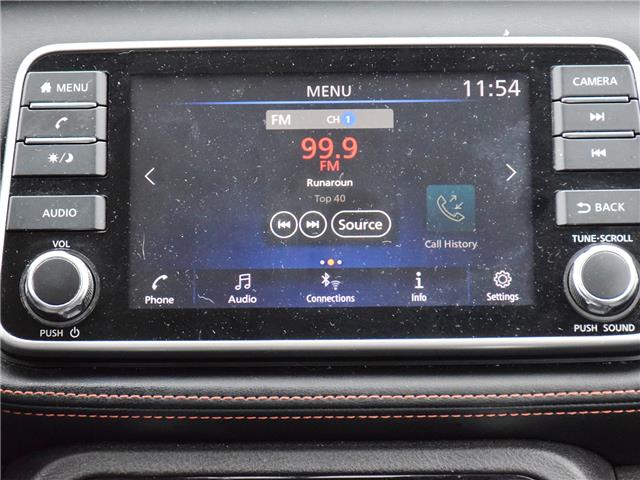 MENU
AUDIO
VOL
PUSH
MENU
11:54
FM CH 1
99.9
FM
Runaroun
Top 40
Source
Call History
Phone
Audio
Connections
Info
Settings
CAMERA
BACK
TUNE•SCROLL
PUSH SOUND